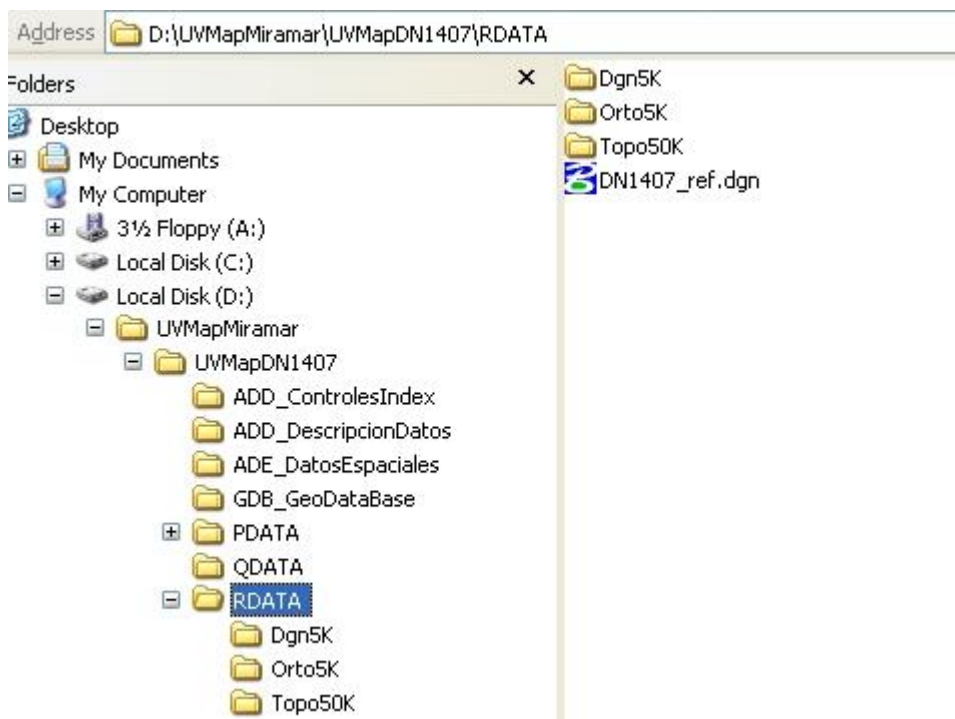 Address D:\UVMapMiramar\UVMapDN1407\RDATA
Folders
Desktop
My Documents
My Computer
3½ Floppy (A:)
Local Disk (C:)
Local Disk (D:)
UVMapMiramar
UVMapDN1407
ADD_ControlesIndex
ADD_DescripcionDatos
ADE_DatosEspaciales
GDB_GeoDataBase
PDATA
QDATA
RDATA
Dgn5K
Orto5K
Topo50K
Dgn5K
Orto5K
Topo50K
DN1407_ref.dgn